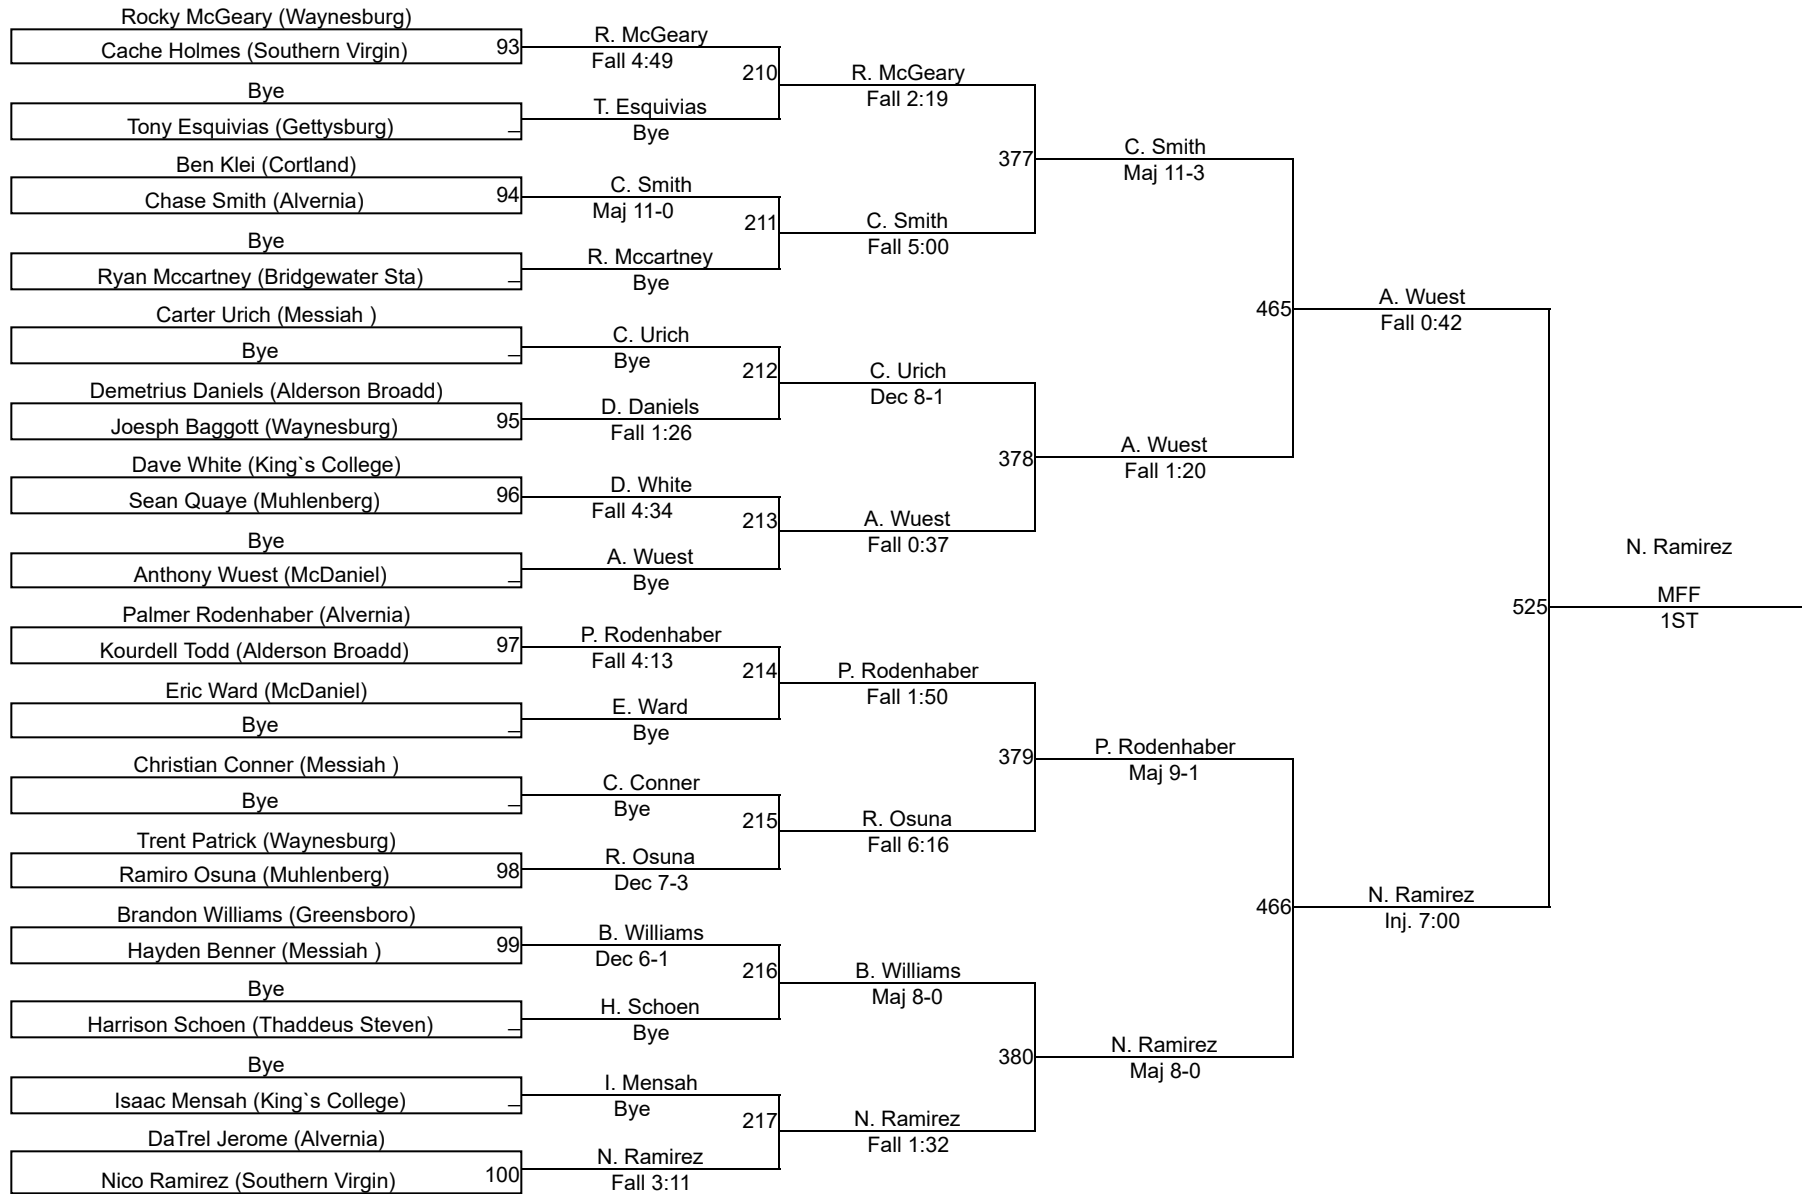 Rocky McGeary (Waynesburg)
Cache Holmes (Southern Virgin) 93
Bye
Tony Esquivias (Gettysburg) _
Ben Klei (Cortland)
Chase Smith (Alvernia) 94
Bye
Ryan Mccartney (Bridgewater Sta) _
Carter Urich (Messiah )
Bye _
Demetrius Daniels (Alderson Broadd)
Joesph Baggott (Waynesburg) 95
Dave White (King`s College)
Sean Quaye (Muhlenberg) 96
Bye
Anthony Wuest (McDaniel) _
Palmer Rodenhaber (Alvernia)
Kourdell Todd (Alderson Broadd) 97
Eric Ward (McDaniel)
Bye _
Christian Conner (Messiah )
Bye _
Trent Patrick (Waynesburg)
Ramiro Osuna (Muhlenberg) 98
Brandon Williams (Greensboro)
Hayden Benner (Messiah ) 99
Bye
Harrison Schoen (Thaddeus Steven) _
Bye
Isaac Mensah (King`s College) _
DaTrel Jerome (Alvernia)
Nico Ramirez (Southern Virgin) 100
R. McGeary
Fall 4:49
210
T. Esquivias
Bye
C. Smith
Maj 11-0
211
R. Mccartney
Bye
C. Urich
Bye
212
D. Daniels
Fall 1:26
D. White
Fall 4:34
213
A. Wuest
Bye
P. Rodenhaber
Fall 4:13
214
E. Ward
Bye
C. Conner
Bye
215
R. Osuna
Dec 7-3
B. Williams
Dec 6-1
216
H. Schoen
Bye
I. Mensah
Bye
217
N. Ramirez
Fall 3:11
R. McGeary
Fall 2:19
377
C. Smith
Fall 5:00
C. Urich
Dec 8-1
378
A. Wuest
Fall 0:37
P. Rodenhaber
Fall 1:50
379
R. Osuna
Fall 6:16
B. Williams
Maj 8-0
380
N. Ramirez
Fall 1:32
C. Smith
Maj 11-3
465
A. Wuest
Fall 1:20
P. Rodenhaber
Maj 9-1
466
N. Ramirez
Maj 8-0
A. Wuest
Fall 0:42
525
N. Ramirez
Inj. 7:00
N. Ramirez
MFF
1ST